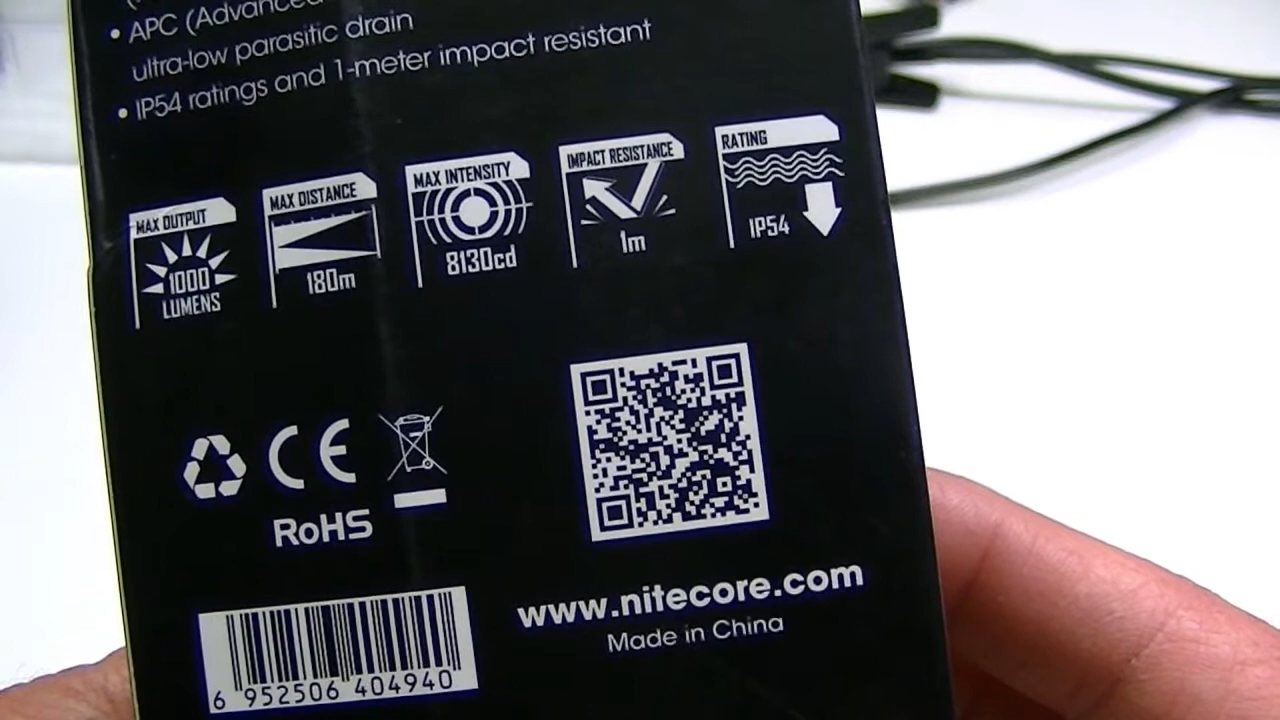 • APC (Advanced
ultra-low parasitic drain
• IP54 ratings and 1-meter impact resistant
MAX OUTPUT
1000
LUMENS
MAX DISTANCE
180m
MAX INTENSITY
8130cd
IMPACT RESISTANCE
1m
RATING
IP54
CE
RoHS
www.nitecore.com
Made in China
6 952506 404940